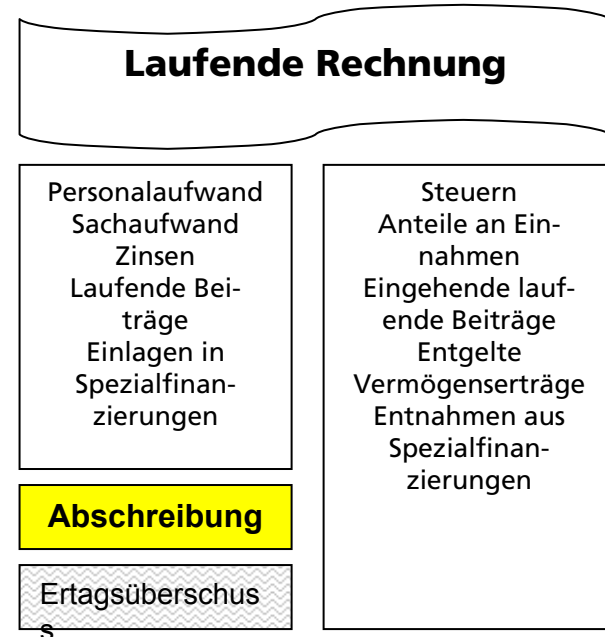 Laufende Rechnung
Personalaufwand
Sachaufwand
Zinsen
Laufende Bei-
träge
Einlagen in
Spezialfinan-
zierungen
Abschreibung
Ertagsüberschus
s
Steuern
Anteile an Ein-
nahmen
Eingehende lauf-
ende Beiträge
Entgelte
Vermögenserträge
Entnahmen aus
Spezialfinan-
zierungen